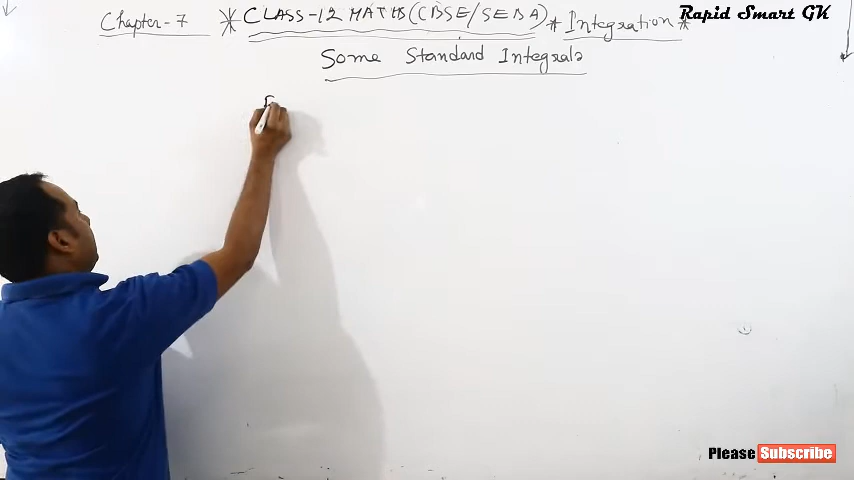 Chapter-7 * CLASS-12 MATHS (CBSE/SEBA) * Integration *
Rapid Smart GK
Some Standard Integrals
Please Subscribe